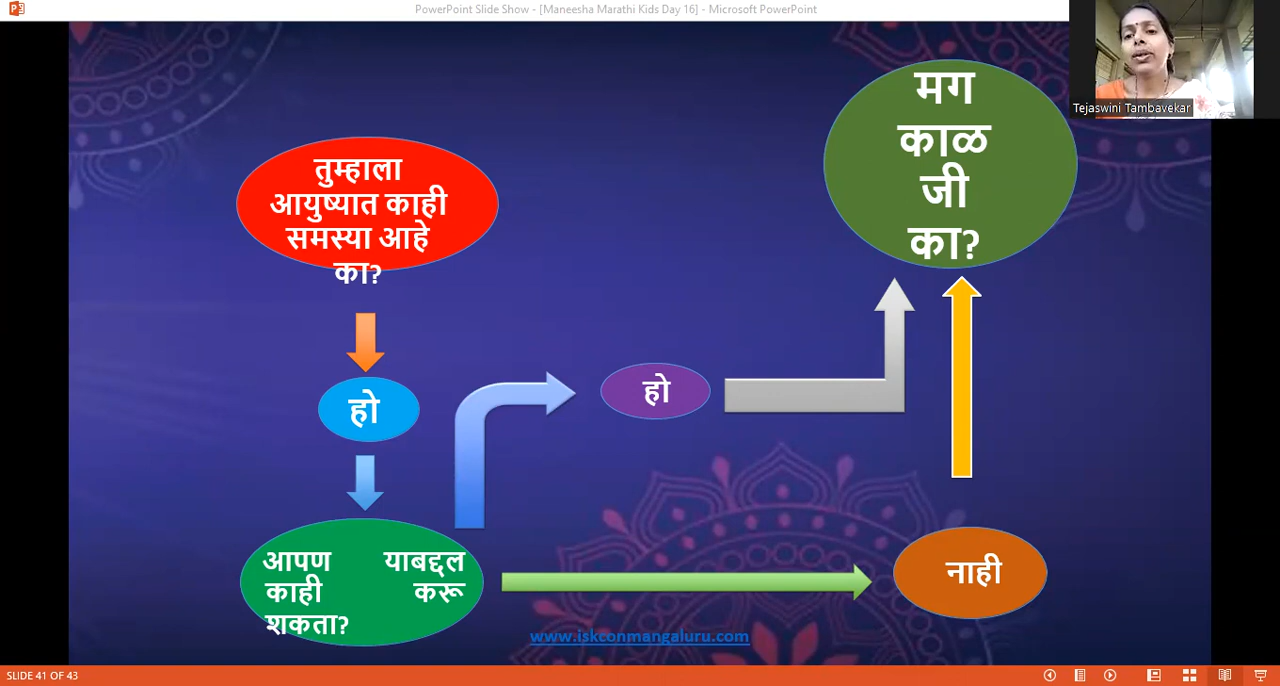 PowerPoint Slide Show - [Maneesha Marathi Kids Day 16] - Microsoft PowerPoint
Tejaswini Tambavekar
तुम्हाला
आयुष्यात काही
समस्या आहे
का?
हो
आपण याबद्दल
काही करू
शकता?
हो
मग
काळ
जी
का?
नाही
www.iskconmangaluru.com
SLIDE 41 OF 43